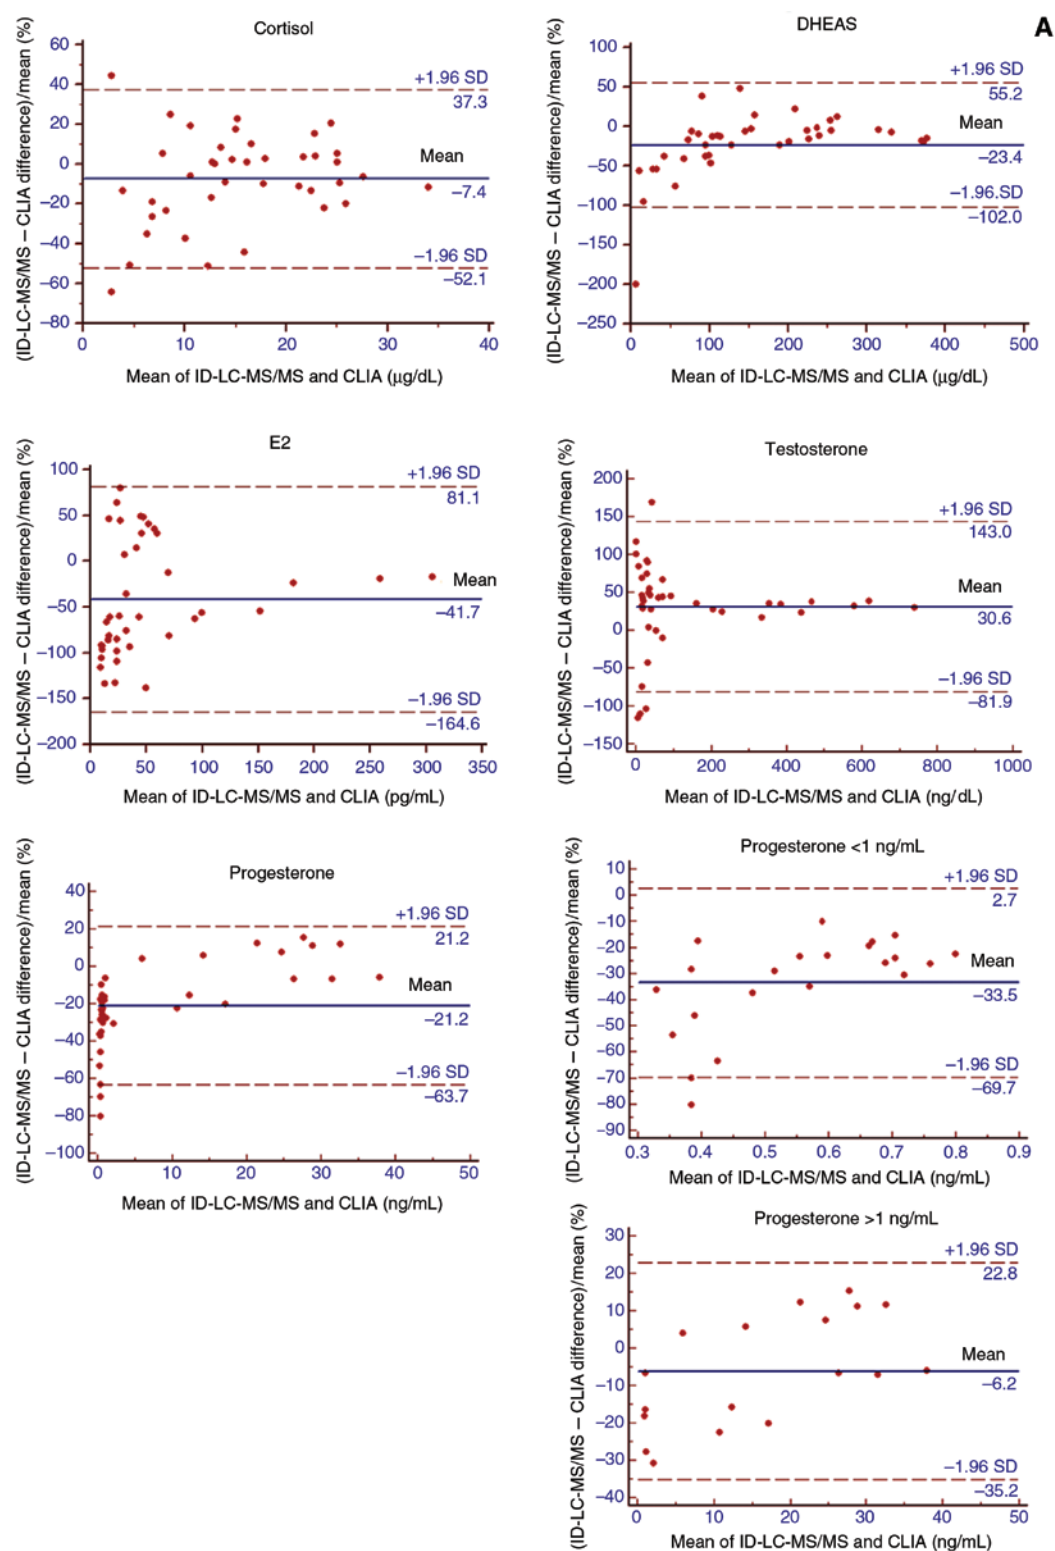 A
Cortisol
(ID-LC-MS/MS – CLIA difference)/mean (%)
60
40
20
0
–20
–40
–60
–80
+1.96 SD
37.3
Mean
–7.4
–1.96 SD
–52.1
0 10 20 30 40
Mean of ID-LC-MS/MS and CLIA (μg/dL)
DHEAS
(ID-LC-MS/MS – CLIA difference)/mean (%)
100
50
0
–50
–100
–150
–200
–250
+1.96 SD
55.2
Mean
–23.4
–1.96.SD
–102.0
0 100 200 300 400 500
Mean of ID-LC-MS/MS and CLIA (μg/dL)
E2
(ID-LC-MS/MS – CLIA difference)/mean (%)
100
50
0
–50
–100
–150
–200
+1.96 SD
81.1
Mean
–41.7
–1.96 SD
–164.6
0 50 100 150 200 250 300 350
Mean of ID-LC-MS/MS and CLIA (pg/mL)
Testosterone
(ID-LC-MS/MS – CLIA difference)/mean (%)
200
150
100
50
0
–50
–100
–150
+1.96 SD
143.0
Mean
30.6
–1.96 SD
–81.9
0 200 400 600 800 1000
Mean of ID-LC-MS/MS and CLIA (ng/dL)
Progesterone
(ID-LC-MS/MS – CLIA difference)/mean (%)
40
20
0
–20
–40
–60
–80
–100
+1.96 SD
21.2
Mean
–21.2
–1.96 SD
–63.7
0 10 20 30 40 50
Mean of ID-LC-MS/MS and CLIA (ng/mL)
Progesterone <1 ng/mL
(ID-LC-MS/MS – CLIA difference)/mean (%)
10
0
–10
–20
–30
–40
–50
–60
–70
–80
–90
+1.96 SD
2.7
Mean
–33.5
–1.96 SD
–69.7
0.3 0.4 0.5 0.6 0.7 0.8 0.9
Mean of ID-LC-MS/MS and CLIA (ng/mL)
Progesterone >1 ng/mL
(ID-LC-MS/MS – CLIA difference)/mean (%)
30
20
10
0
–10
–20
–30
–40
+1.96 SD
22.8
Mean
–6.2
–1.96 SD
–35.2
0 10 20 30 40 50
Mean of ID-LC-MS/MS and CLIA (ng/mL)